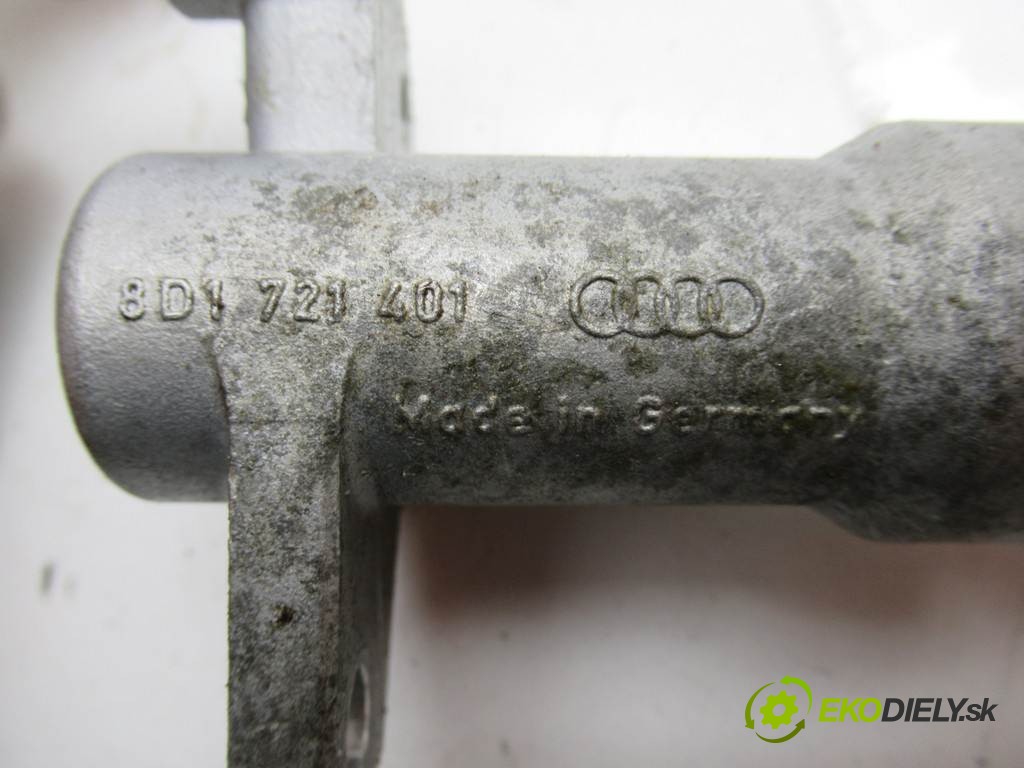 8D1 721 401
Made in Germany
EKODIELY.sk